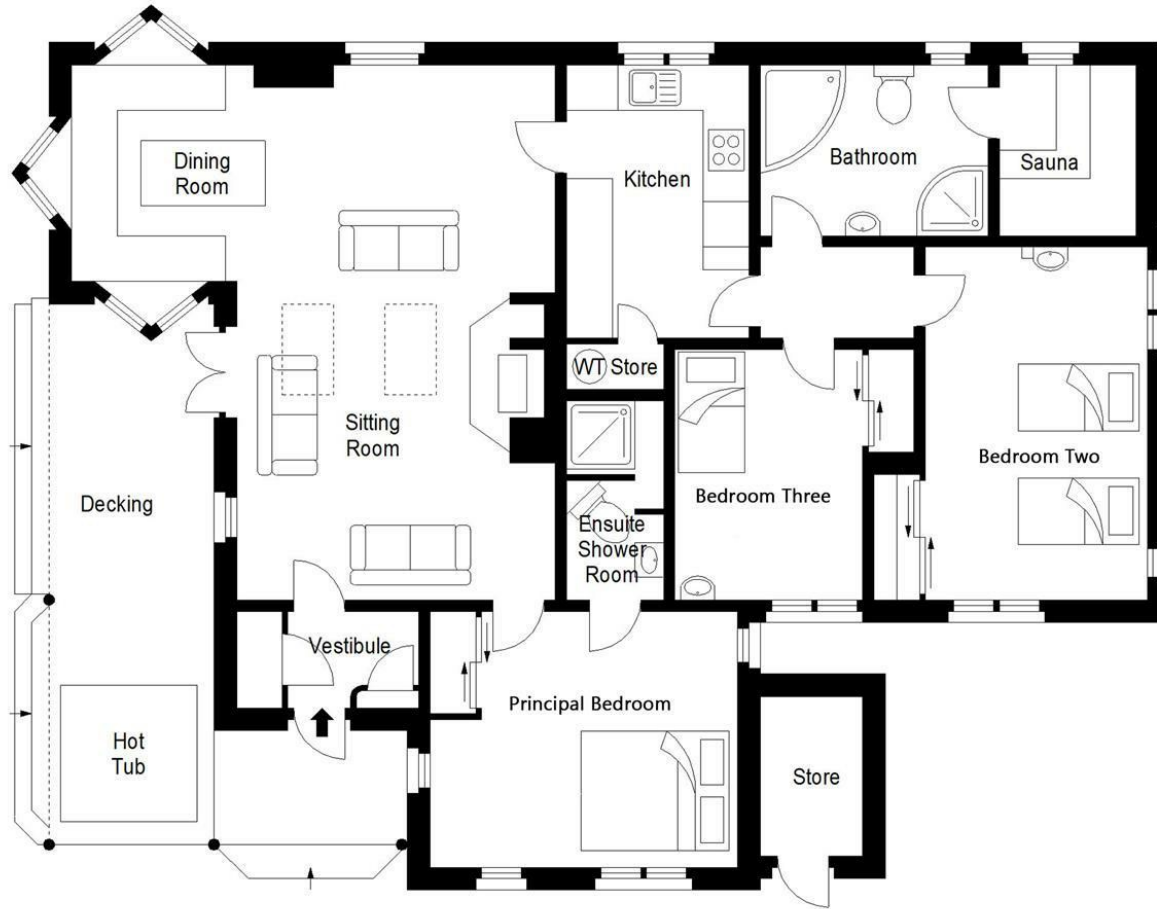 Dining
Room
Kitchen
Bathroom
Sauna
WT Store
Sitting
Room
Bedroom Two
Bedroom Three
Decking
Ensuite
Shower
Room
Vestibule
Principal Bedroom
Hot
Tub
Store